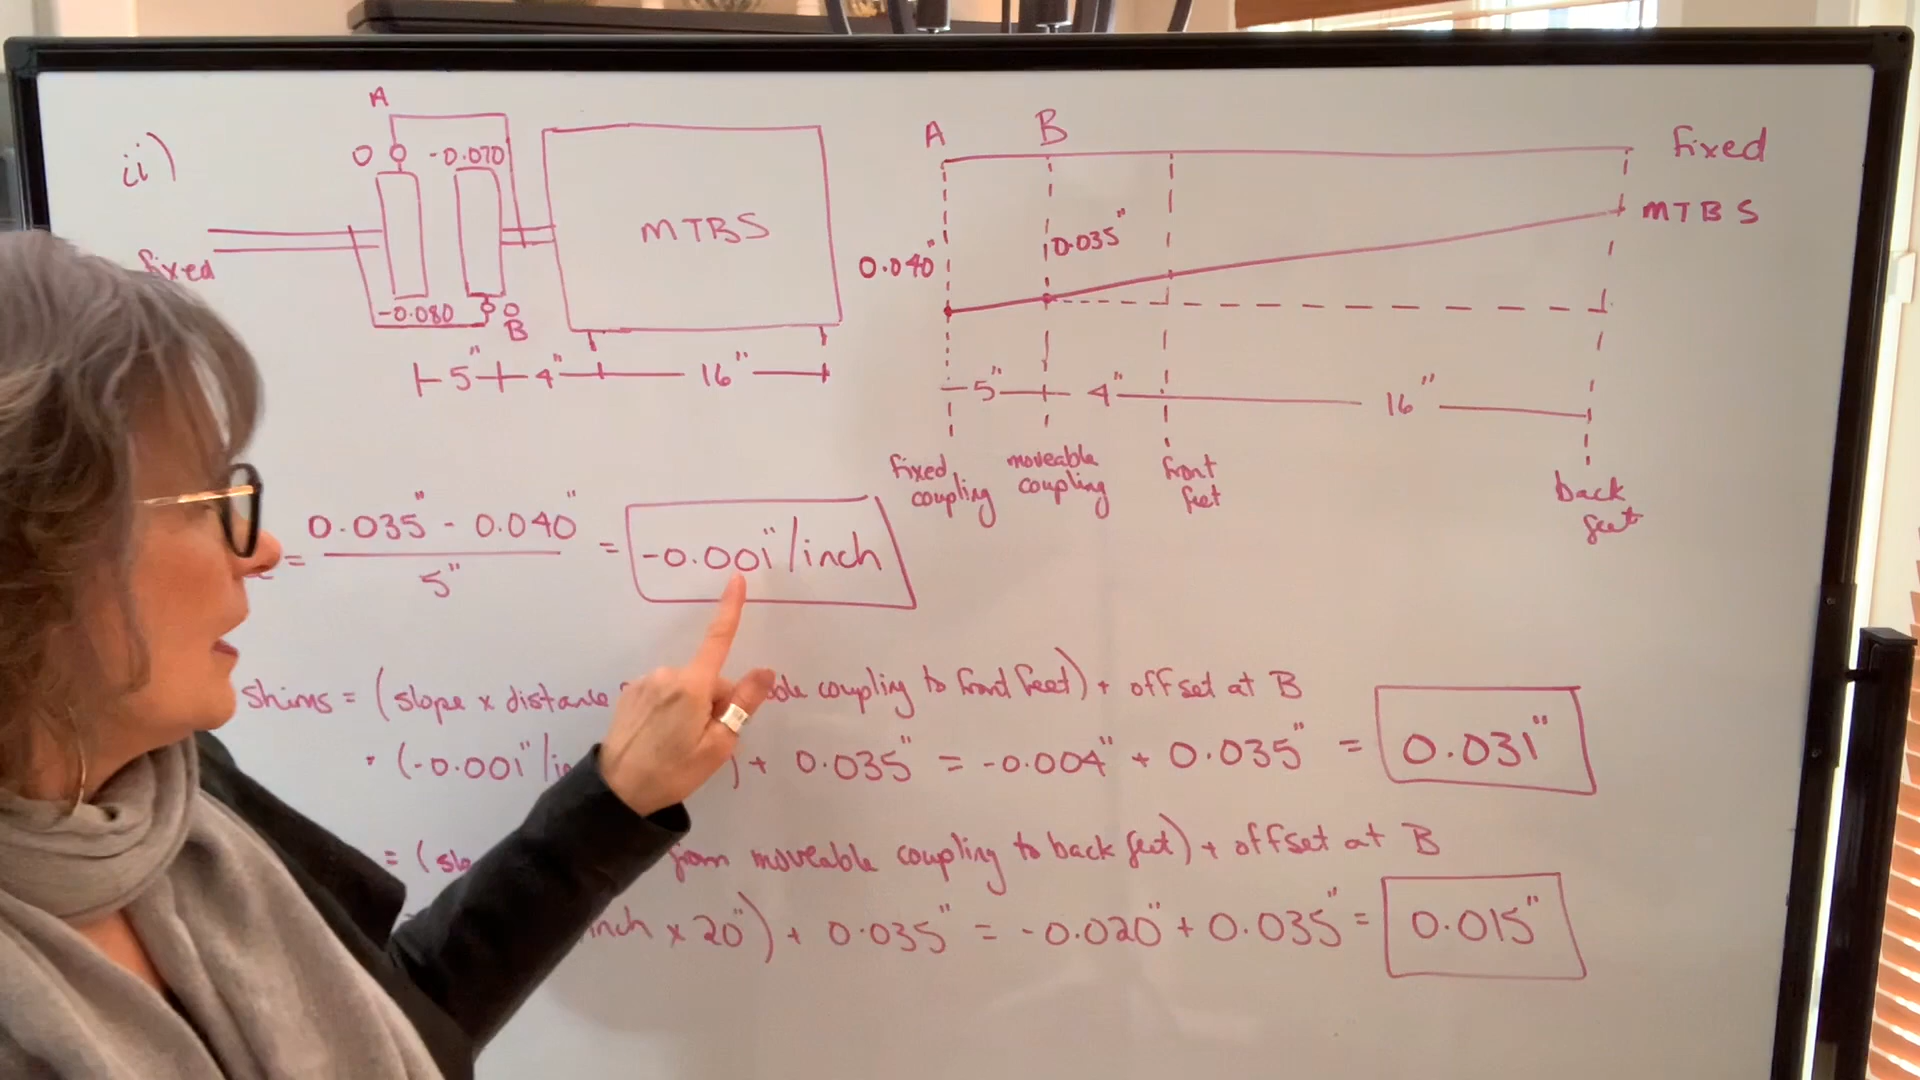 ii)
A
0 -0.070
fixed
MTBS
-0.080 0
B
5" 4" 16"
A B fixed
MTBS
0.040" 0.035"
5" 4" 16"
fixed coupling
moveable coupling
front feet
back feet
= 0.035" - 0.040" / 5" = -0.001"/inch
shims = (slope x distance coupling to front feet) + offset at B
= (-0.001" ) + 0.035" = -0.004" + 0.035" = 0.031"
= ( from moveable coupling to back feet) + offset at B
inch x 20") + 0.035" = -0.020" + 0.035" = 0.015"